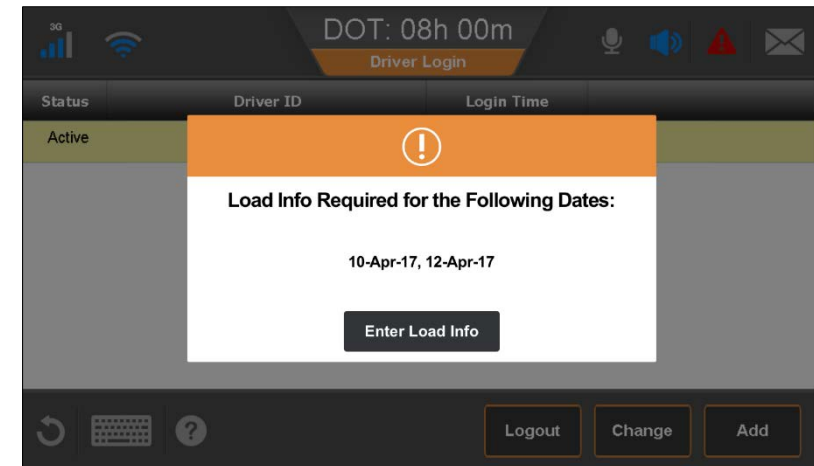 3G
DOT: 08h 00m
Driver Login
Status Driver ID Login Time
Active
Load Info Required for the Following Dates:
10-Apr-17, 12-Apr-17
Enter Load Info
Logout Change Add